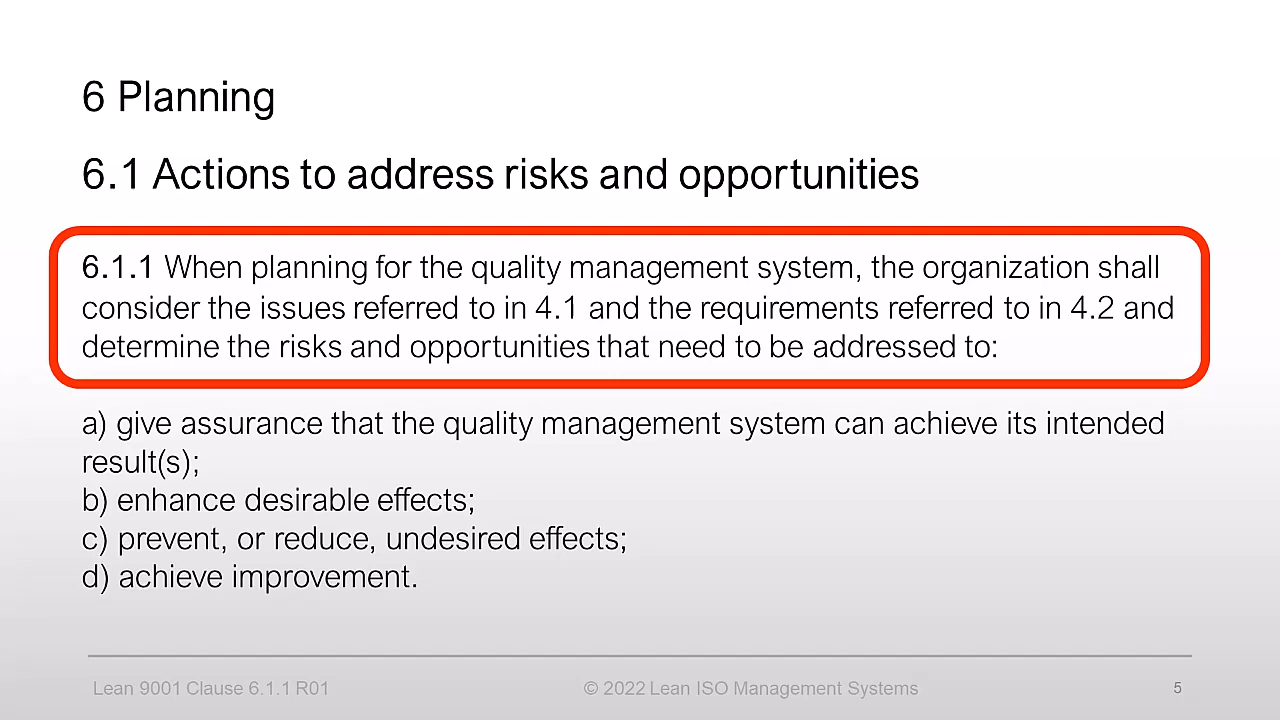 6 Planning
6.1 Actions to address risks and opportunities
6.1.1 When planning for the quality management system, the organization shall
consider the issues referred to in 4.1 and the requirements referred to in 4.2 and
determine the risks and opportunities that need to be addressed to:
a) give assurance that the quality management system can achieve its intended
result(s);
b) enhance desirable effects;
c) prevent, or reduce, undesired effects;
d) achieve improvement.
Lean 9001 Clause 6.1.1 R01
© 2022 Lean ISO Management Systems
5